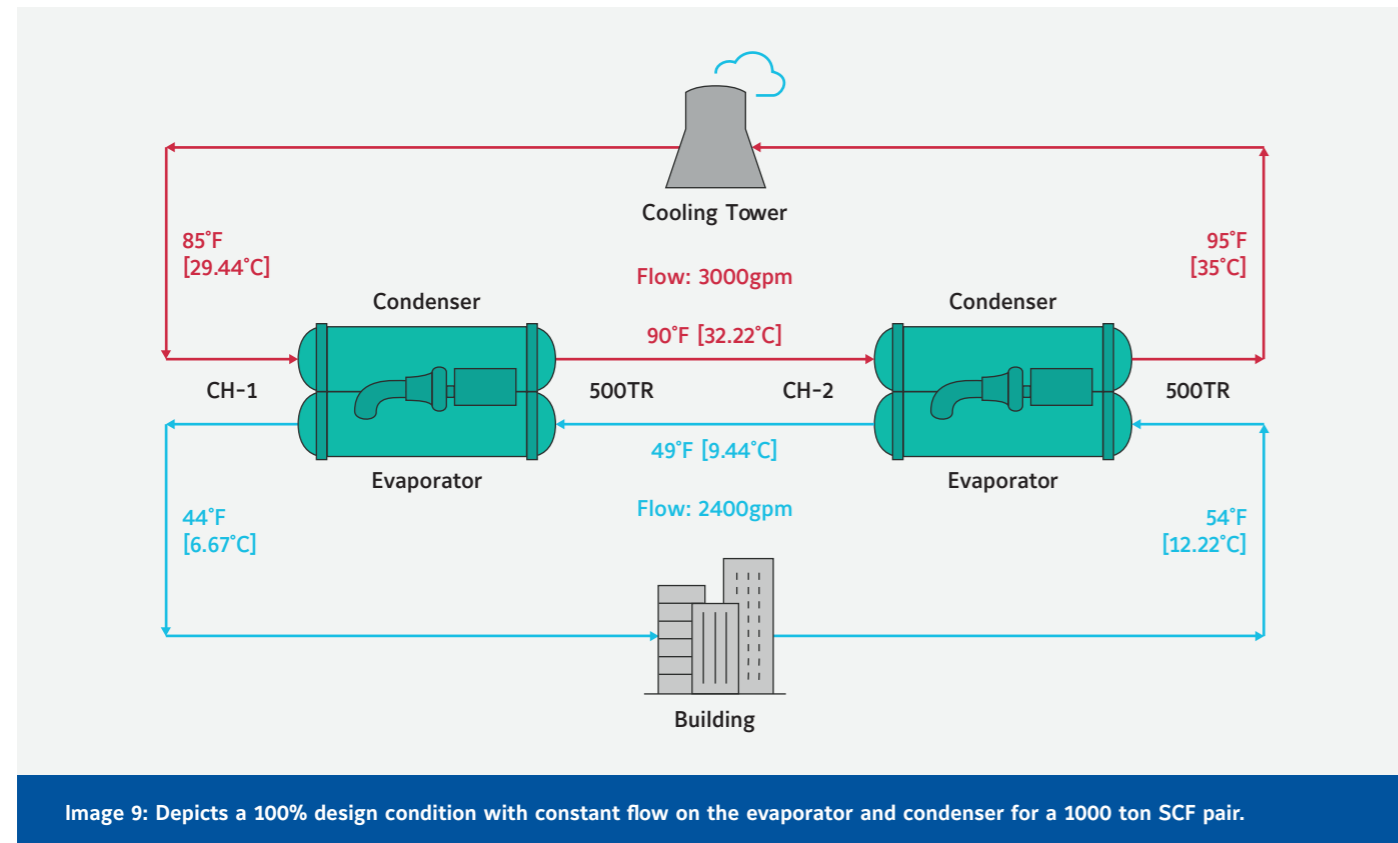 Cooling Tower
85°F
[29.44°C]
95°F
[35°C]
Flow: 3000gpm
Condenser
Condenser
90°F [32.22°C]
CH-1
500TR
CH-2
500TR
49°F [9.44°C]
Evaporator
Evaporator
44°F
[6.67°C]
Flow: 2400gpm
54°F
[12.22°C]
Building
Image 9: Depicts a 100% design condition with constant flow on the evaporator and condenser for a 1000 ton SCF pair.